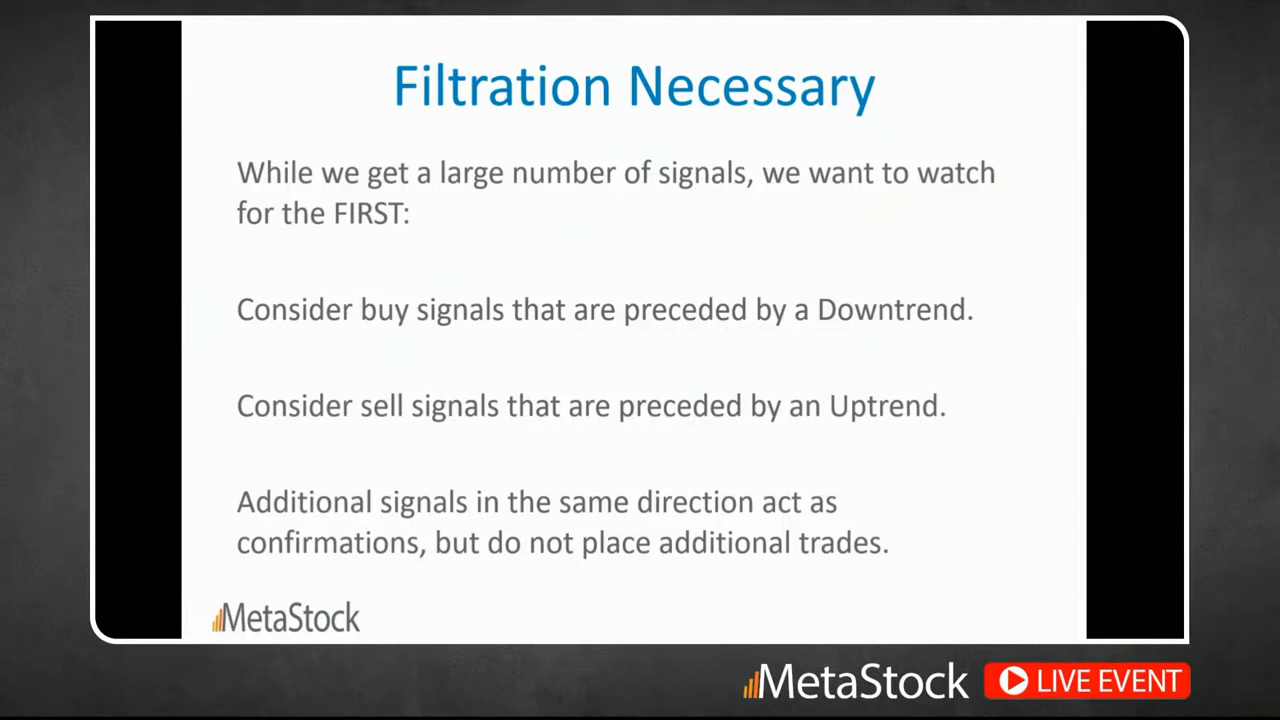 Filtration Necessary
While we get a large number of signals, we want to watch
for the FIRST:
Consider buy signals that are preceded by a Downtrend.
Consider sell signals that are preceded by an Uptrend.
Additional signals in the same direction act as
confirmations, but do not place additional trades.
MetaStock
MetaStock LIVE EVENT